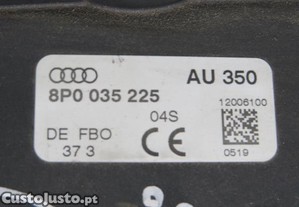 AU 350
8P0 035 225
12006100
04S
DE FBO
37 3
CE
0519
CustoJusto.pt